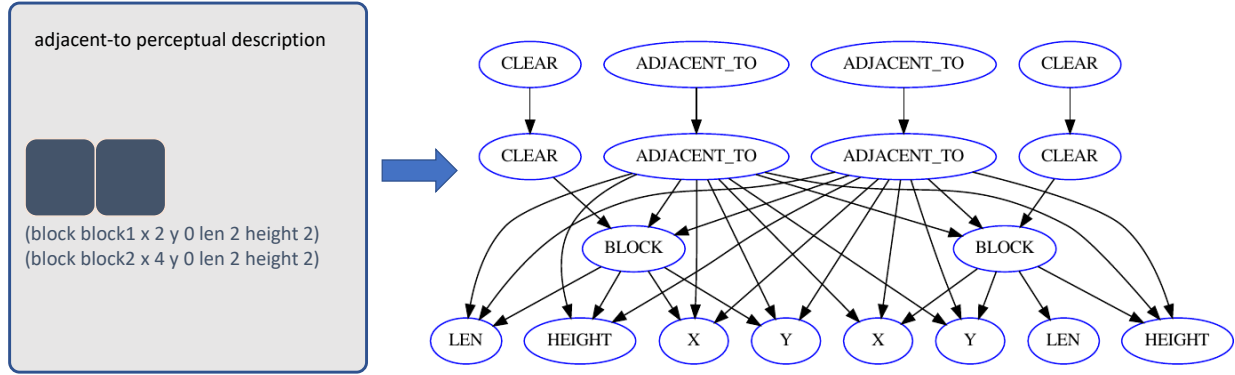 adjacent-to perceptual description
(block block1 x 2 y 0 len 2 height 2)
(block block2 x 4 y 0 len 2 height 2)
CLEAR ADJACENT_TO ADJACENT_TO CLEAR
CLEAR ADJACENT_TO ADJACENT_TO CLEAR
BLOCK BLOCK
LEN HEIGHT X Y X Y LEN HEIGHT